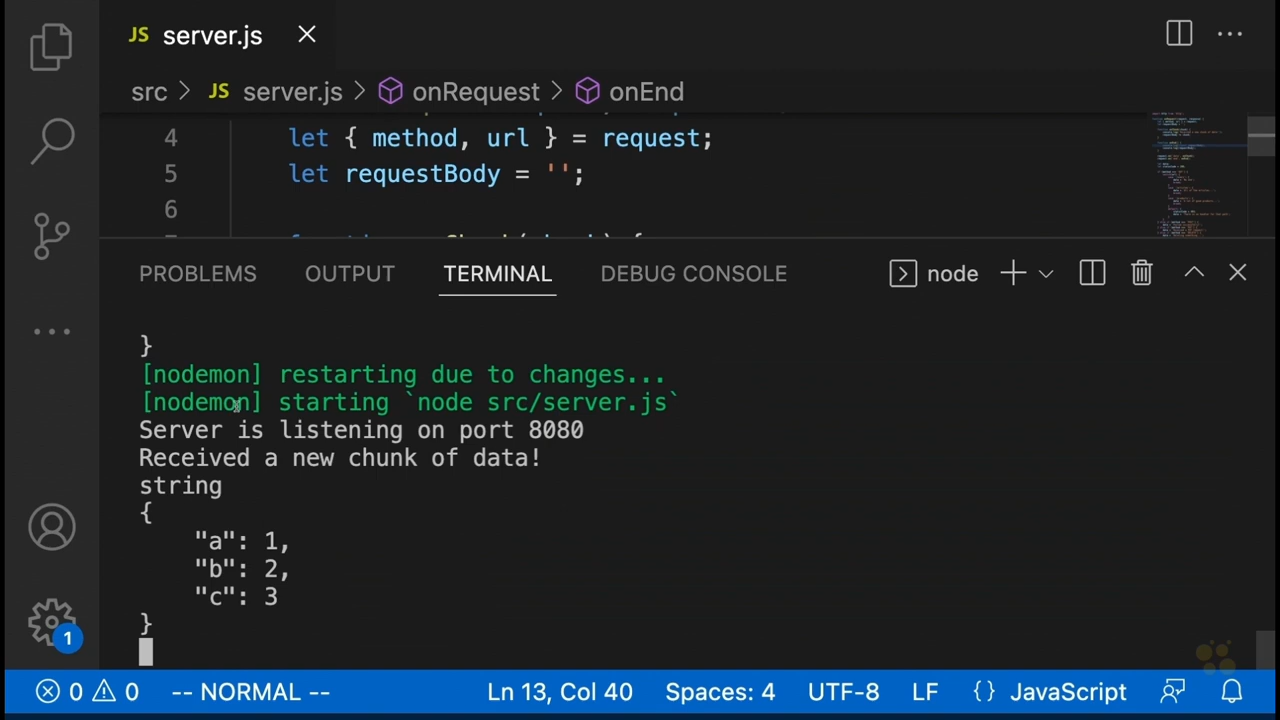 JS server.js
src > JS server.js > onRequest > onEnd
4 let { method, url } = request;
5 let requestBody = '';
6
PROBLEMS OUTPUT TERMINAL DEBUG CONSOLE node
}
[nodemon] restarting due to changes...
[nodemon] starting `node src/server.js`
Server is listening on port 8080
Received a new chunk of data!
string
{
"a": 1,
"b": 2,
"c": 3
}
1
0 0 -- NORMAL -- Ln 13, Col 40 Spaces: 4 UTF-8 LF {} JavaScript